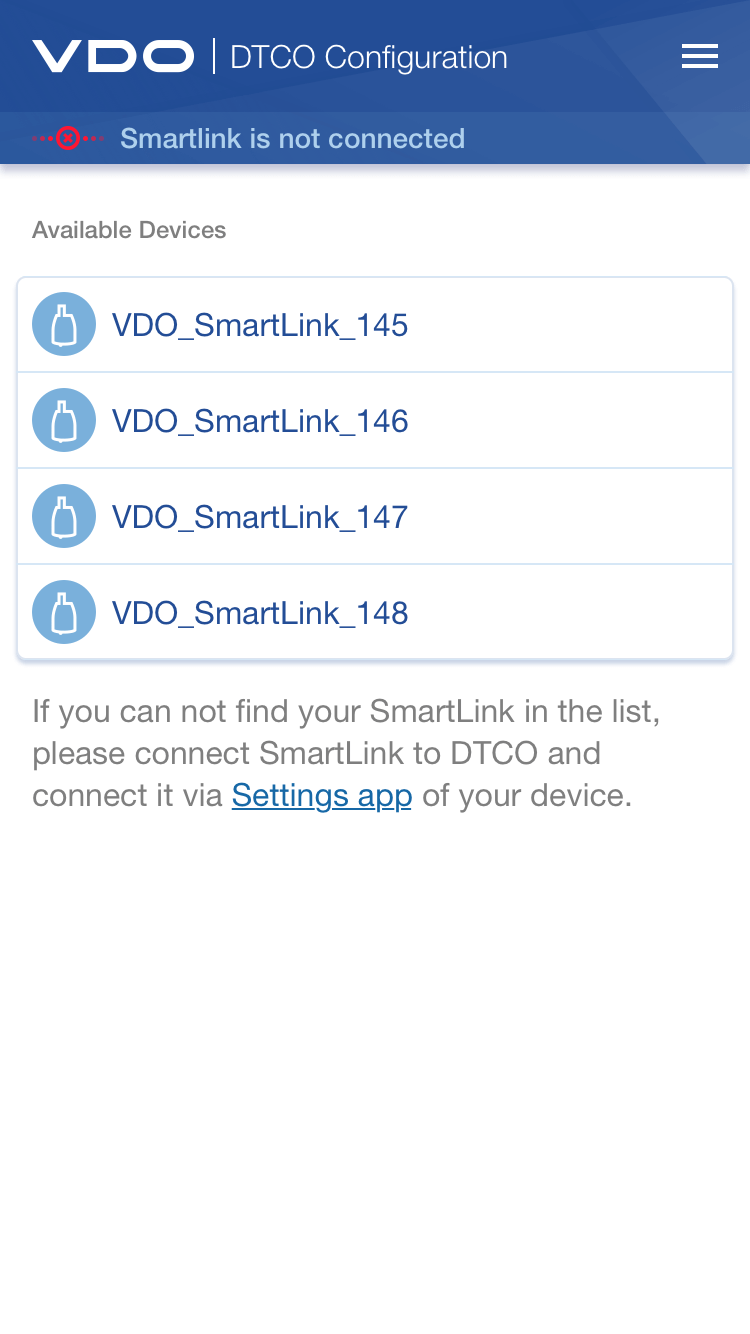 VDO | DTCO Configuration
Smartlink is not connected
Available Devices
VDO_SmartLink_145
VDO_SmartLink_146
VDO_SmartLink_147
VDO_SmartLink_148
If you can not find your SmartLink in the list,
please connect SmartLink to DTCO and
connect it via Settings app of your device.